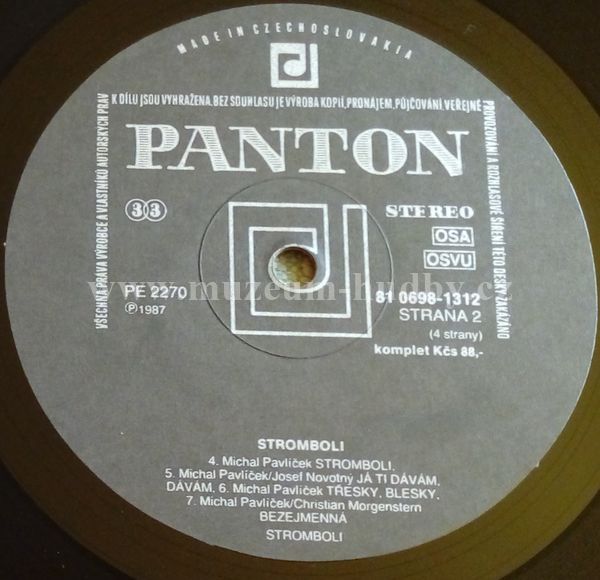 MADE IN CZECHOSLOVAKIA
VŠECHNA PRÁVA VÝROBCE A VLASTNÍKŮ AUTORSKÝCH PRAV
K DÍLU JSOU VYHRAŽENA. BEZ SOUHLASU JE VÝROBA KOPIÍ, PRONÁJEM, PŮJČOVÁNÍ, VEŘEJNÉ
PROVOZOVÁNÍ A ROZHLASOVÉ ŠÍŘENÍ TÉTO DESKY ZAKÁZÁNO
PANTON
33
STEREO
OSA
OSVU
www.muzeum-hudby.cz
PE 2270
Ⓟ1987
81 0698-1312
STRANA 2
(4 strany)
komplet Kčs 88,-
STROMBOLI
4. Michal Pavlíček STROMBOLI,
5. Michal Pavlíček/Josef Novotný JÁ TI DÁVÁM,
DÁVÁM, 6. Michal Pavlíček TŘESKY, BLESKY,
7. Michal Pavlíček/Christian Morgenstern
BEZEJMENNÁ
STROMBOLI